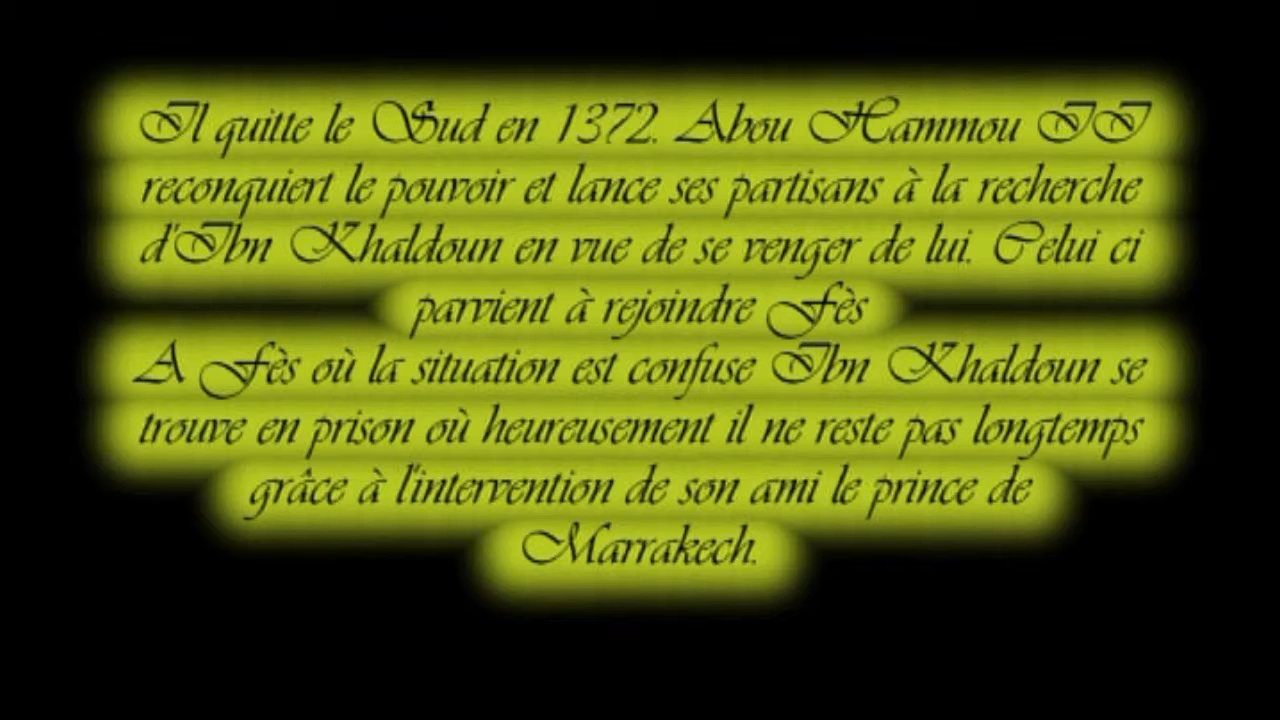 Il quitte le Sud en 1372. Abou Hammou II
reconquiert le pouvoir et lance ses partisans à la recherche
d'Ibn Khaldoun en vue de se venger de lui. Celui ci
parvient à rejoindre Fès
A Fès où la situation est confuse Ibn Khaldoun se
trouve en prison où heureusement il ne reste pas longtemps
grâce à l'intervention de son ami le prince de
Marrakech.